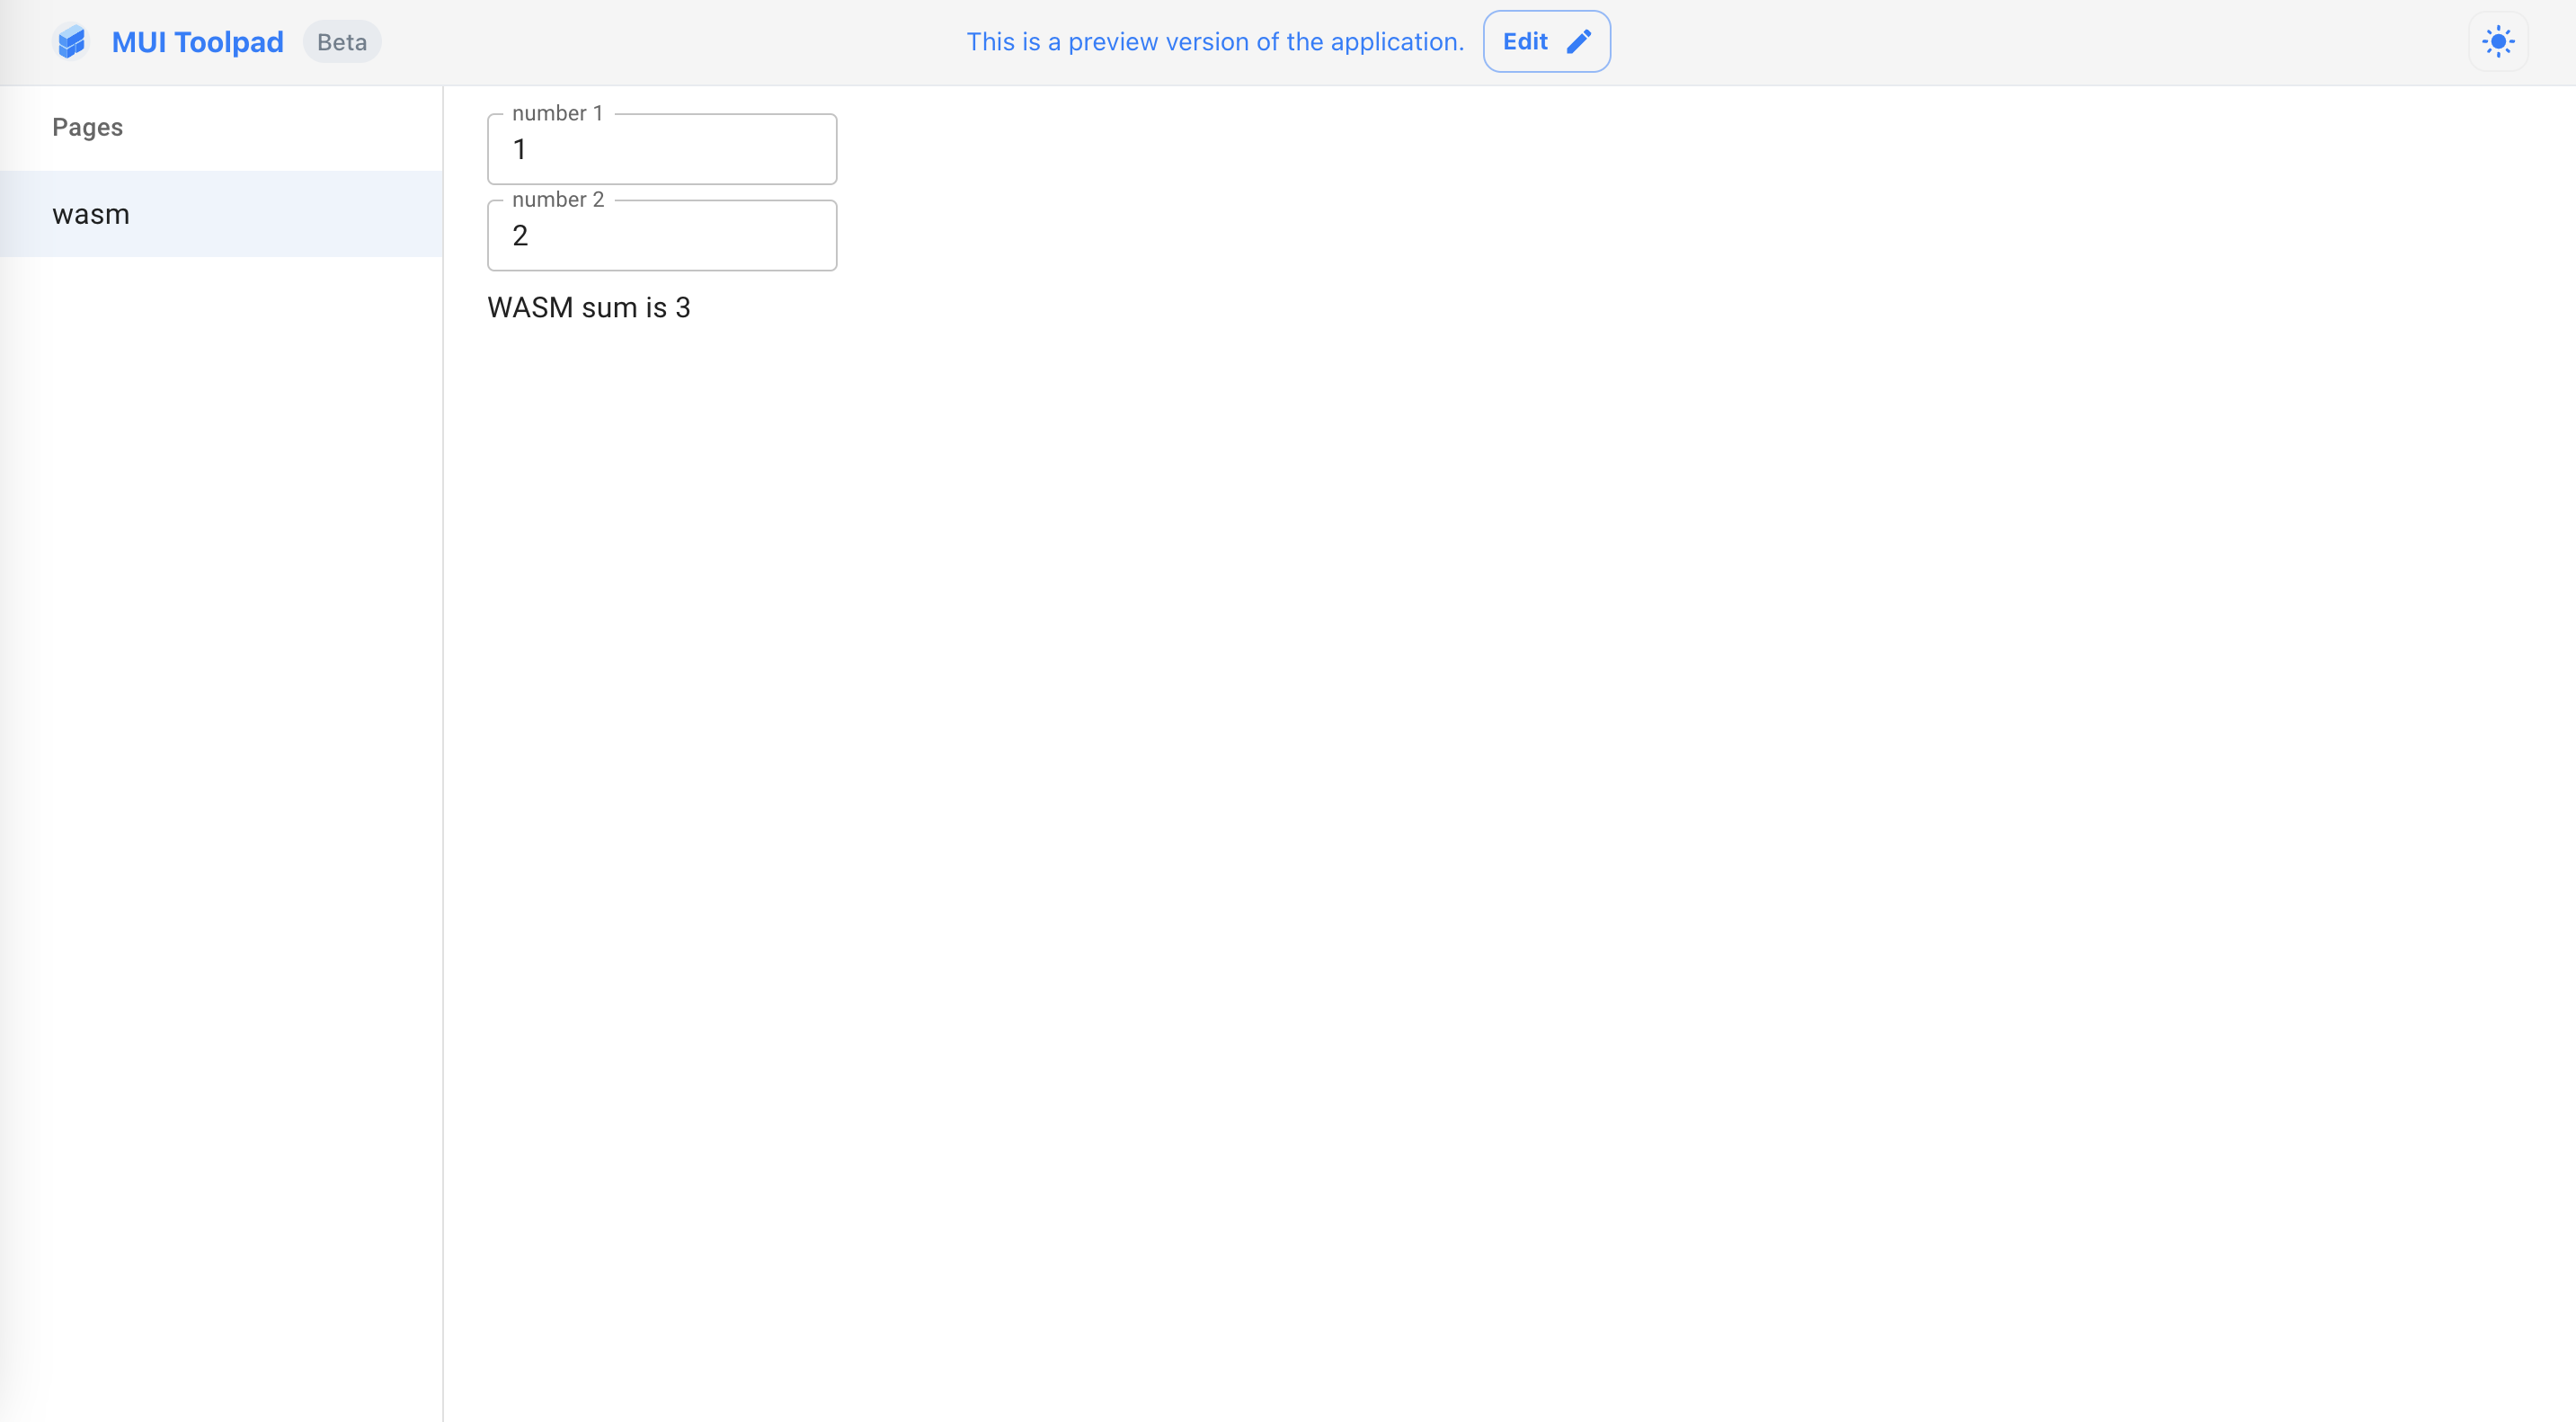 MUI Toolpad Beta
This is a preview version of the application. Edit
Pages
wasm
number 1
1
number 2
2
WASM sum is 3